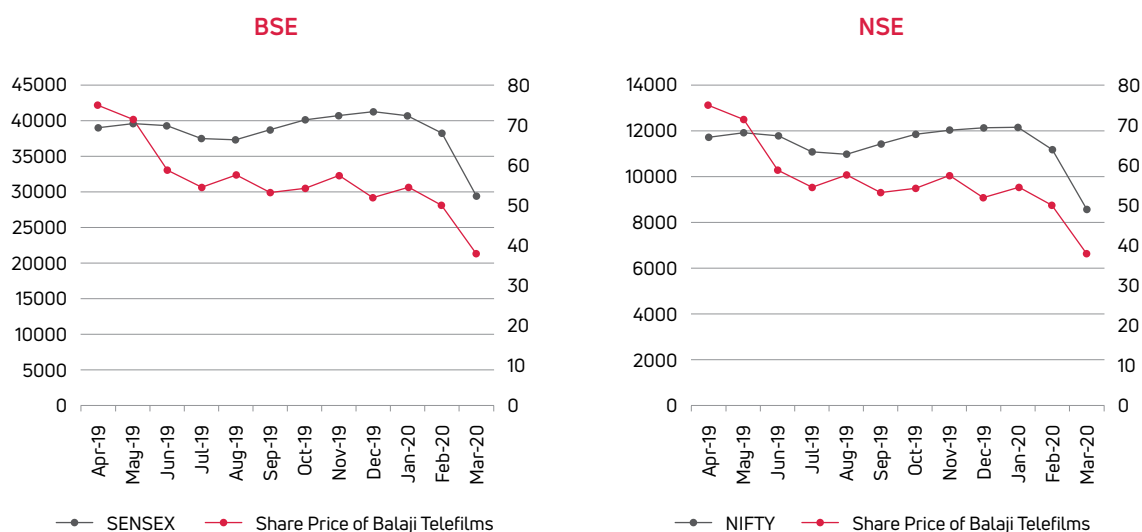 BSE
45000
40000
35000
30000
25000
20000
15000
10000
5000
0
80
70
60
50
40
30
20
10
0
Apr-19
May-19
Jun-19
Jul-19
Aug-19
Sep-19
Oct-19
Nov-19
Dec-19
Jan-20
Feb-20
Mar-20
SENSEX Share Price of Balaji Telefilms
NSE
14000
12000
10000
8000
6000
4000
2000
0
80
70
60
50
40
30
20
10
0
Apr-19
May-19
Jun-19
Jul-19
Aug-19
Sep-19
Oct-19
Nov-19
Dec-19
Jan-20
Feb-20
Mar-20
NIFTY Share Price of Balaji Telefilms